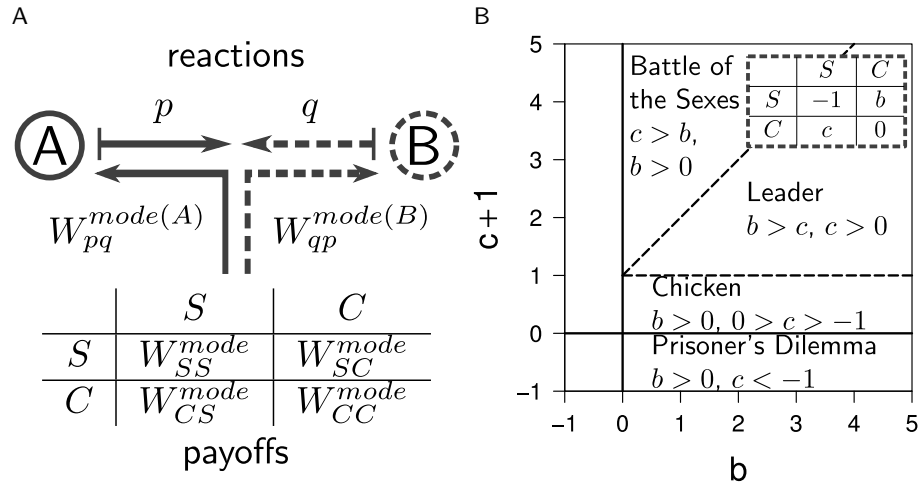 A
reactions
p
q
A
B
W_{pq}^{mode(A)}
W_{qp}^{mode(B)}
S C
S W_{SS}^{mode} W_{SC}^{mode}
C W_{CS}^{mode} W_{CC}^{mode}
payoffs
B
c + 1
5
4
3
2
1
0
−1
Battle of
the Sexes
c > b,
b > 0
S C
S −1 b
C c 0
Leader
b > c, c > 0
Chicken
b > 0, 0 > c > −1
Prisoner's Dilemma
b > 0, c < −1
−1 0 1 2 3 4 5
b